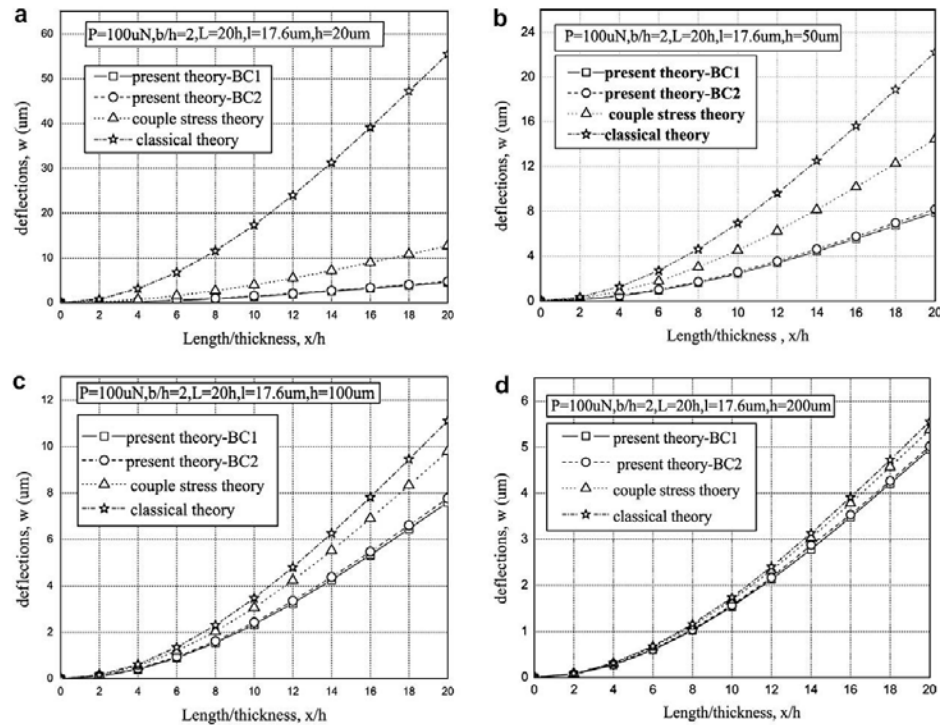 a
P=100uN,b/h=2,L=20h,l=17.6um,h=20um
present theory-BC1
present theory-BC2
couple stress theory
classical theory
deflections, w (um)
60
50
40
30
20
10
0
0 2 4 6 8 10 12 14 16 18 20
Length/thickness, x/h
b
P=100uN,b/h=2,L=20h,l=17.6um,h=50um
present theory-BC1
present theory-BC2
couple stress theory
classical theory
deflections, w (um)
24
20
16
12
8
4
0
0 2 4 6 8 10 12 14 16 18 20
Length/thickness , x/h
c
P=100uN,b/h=2,L=20h,l=17.6um,h=100um
present theory-BC1
present theory-BC2
couple stress theory
classical theory
deflections, w (um)
12
10
8
6
4
2
0
0 2 4 6 8 10 12 14 16 18 20
Length/thickness, x/h
d
P=100uN,b/h=2,L=20h,l=17.6um,h=200um
present theory-BC1
present theory-BC2
couple stress thoery
classical theory
deflections, w (um)
6
5
4
3
2
1
0
0 2 4 6 8 10 12 14 16 18 20
Length/thickness, x/h